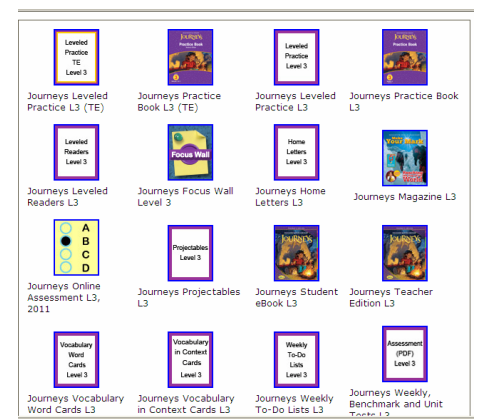 Leveled
Practice
TE
Level 3
JOURNEYS
Practice Book
Leveled
Practice
Level 3
JOURNEYS
Practice Book
Journeys Leveled
Practice L3 (TE)
Journeys Practice
Book L3 (TE)
Journeys Leveled
Practice L3
Journeys Practice Book
L3
Leveled
Readers
Level 3
Focus Wall
Home
Letters
Level 3
Your Turn
Journeys Leveled
Readers L3
Journeys Focus Wall
Level 3
Journeys Home
Letters L3
Journeys Magazine L3
A
B
C
D
Projectables
Level 3
JOURNEYS
JOURNEYS
Journeys Online
Assessment L3,
2011
Journeys Projectables
L3
Journeys Student
eBook L3
Journeys Teacher
Edition L3
Vocabulary
Word
Cards
Level 3
Vocabulary
in Context
Cards
Level 3
Weekly
To-Do
Lists
Level 3
Assessment
(PDF)
Level 3
Journeys Vocabulary
Word Cards L3
Journeys Vocabulary
in Context Cards L3
Journeys Weekly
To-Do Lists L3
Journeys Weekly,
Benchmark and Unit
Tests L3